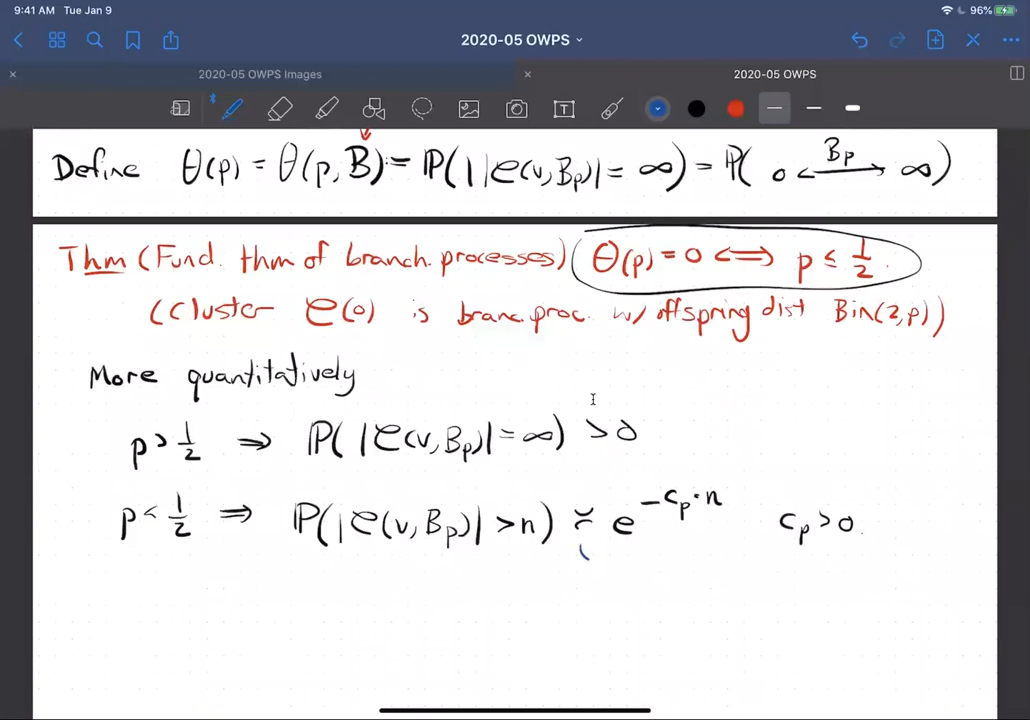 9:41 AM Tue Jan 9
96%
2020-05 OWPS
2020-05 OWPS Images
2020-05 OWPS
Define θ(p) = θ(p, B) = ℙ(||C(v, B_p)| = ∞) = ℙ(0 ⟷^{B_p} ∞)
Thm (Fund. thm of branch. processes) (θ(p) = 0 ⟺ p ≤ 1/2.
(Cluster C(0) is branc. proc. w/ offspring dist Bin(2, p))
More quantitatively
p > 1/2 ⟹ ℙ(|C(v, B_p)| = ∞) > 0
p < 1/2 ⟹ ℙ(|C(v, B_p)| > n) ≍ e^{-c_p · n} c_p > 0.